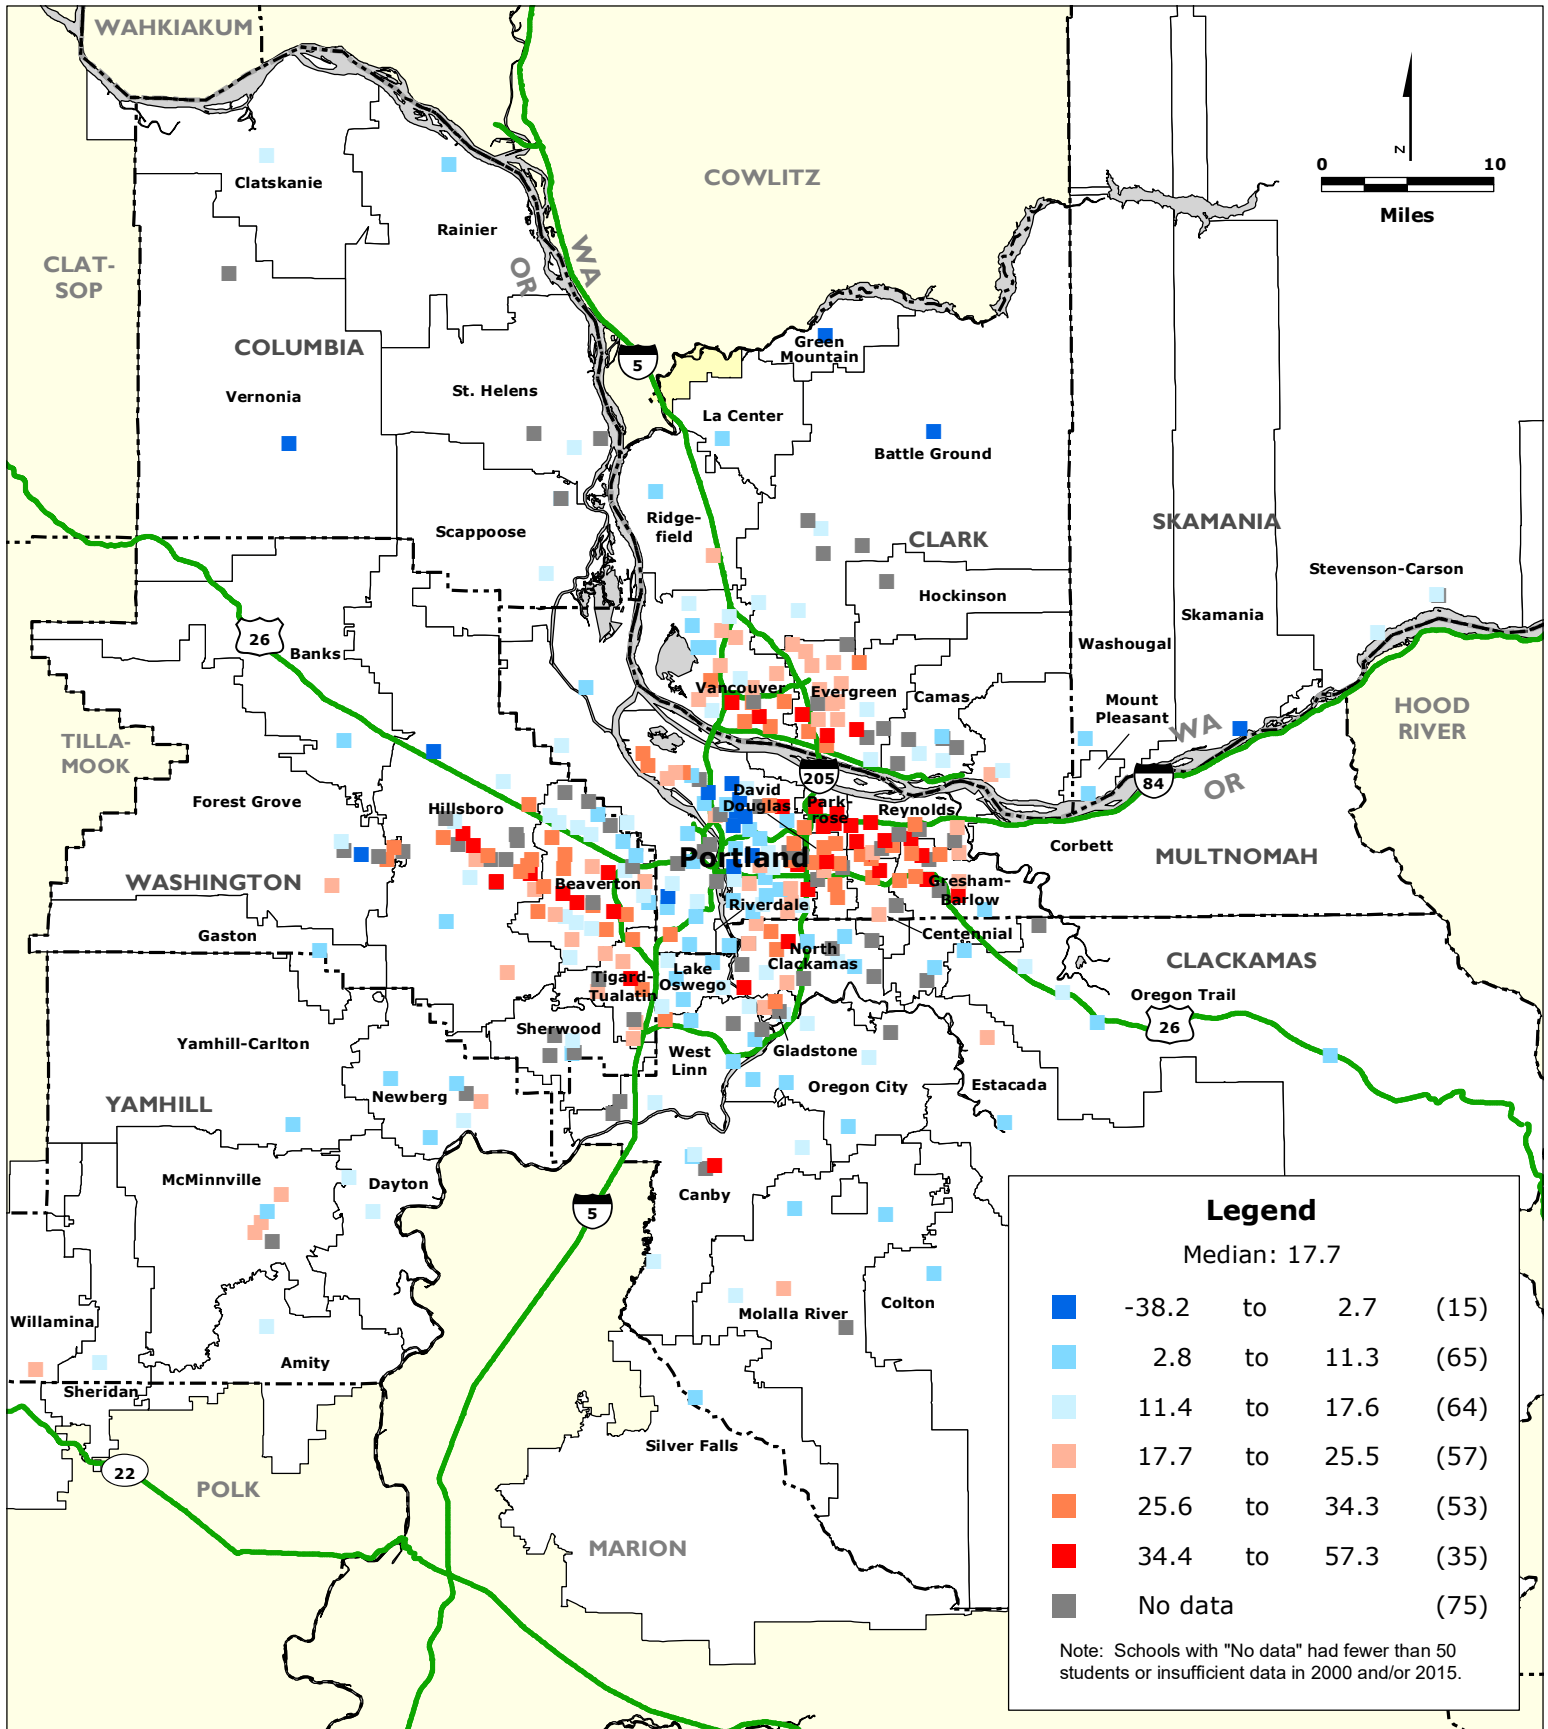 WAHKIAKUM
COWLITZ
N
0 10
Miles
Clatskanie
Rainier
WA
OR
CLAT-
SOP
COLUMBIA
5
Green
Mountain
Vernonia
St. Helens
La Center
Battle Ground
Ridge-
field
Scappoose
CLARK
SKAMANIA
Stevenson-Carson
Hockinson
Skamania
26
Banks
Washougal
Vancouver
Evergreen
Camas
Mount
Pleasant
HOOD
RIVER
WA
OR
TILLA-
MOOK
205
84
Forest Grove
Hillsboro
David
Douglas
Park-
rose
Reynolds
Corbett
Portland
MULTNOMAH
WASHINGTON
Beaverton
Gresham-
Barlow
Riverdale
Gaston
Centennial
North
Clackamas
CLACKAMAS
Tigard-
Tualatin
Lake
Oswego
Oregon Trail
26
Sherwood
Yamhill-Carlton
West
Linn
Gladstone
Oregon City
Estacada
YAMHILL
Newberg
McMinnville
Dayton
Canby
5
Willamina
Molalla River
Colton
Amity
Sheridan
Silver Falls
22
POLK
MARION
Legend
Median: 17.7
-38.2 to 2.7 (15)
2.8 to 11.3 (65)
11.4 to 17.6 (64)
17.7 to 25.5 (57)
25.6 to 34.3 (53)
34.4 to 57.3 (35)
No data (75)
Note: Schools with "No data" had fewer than 50
students or insufficient data in 2000 and/or 2015.